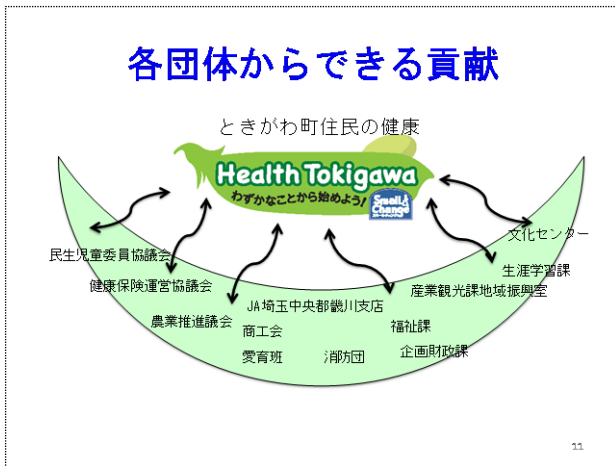 各団体からできる貢献
ときがわ町住民の健康
Health Tokigawa
わずかなことから始めよう!
Small
Change
文化センター
民生児童委員協議会
生涯学習課
健康保険運営協議会
産業観光課地域振興室
JA埼玉中央都畿川支店
農業推進議会
福祉課
商工会
愛育班
消防団
企画財政課
11